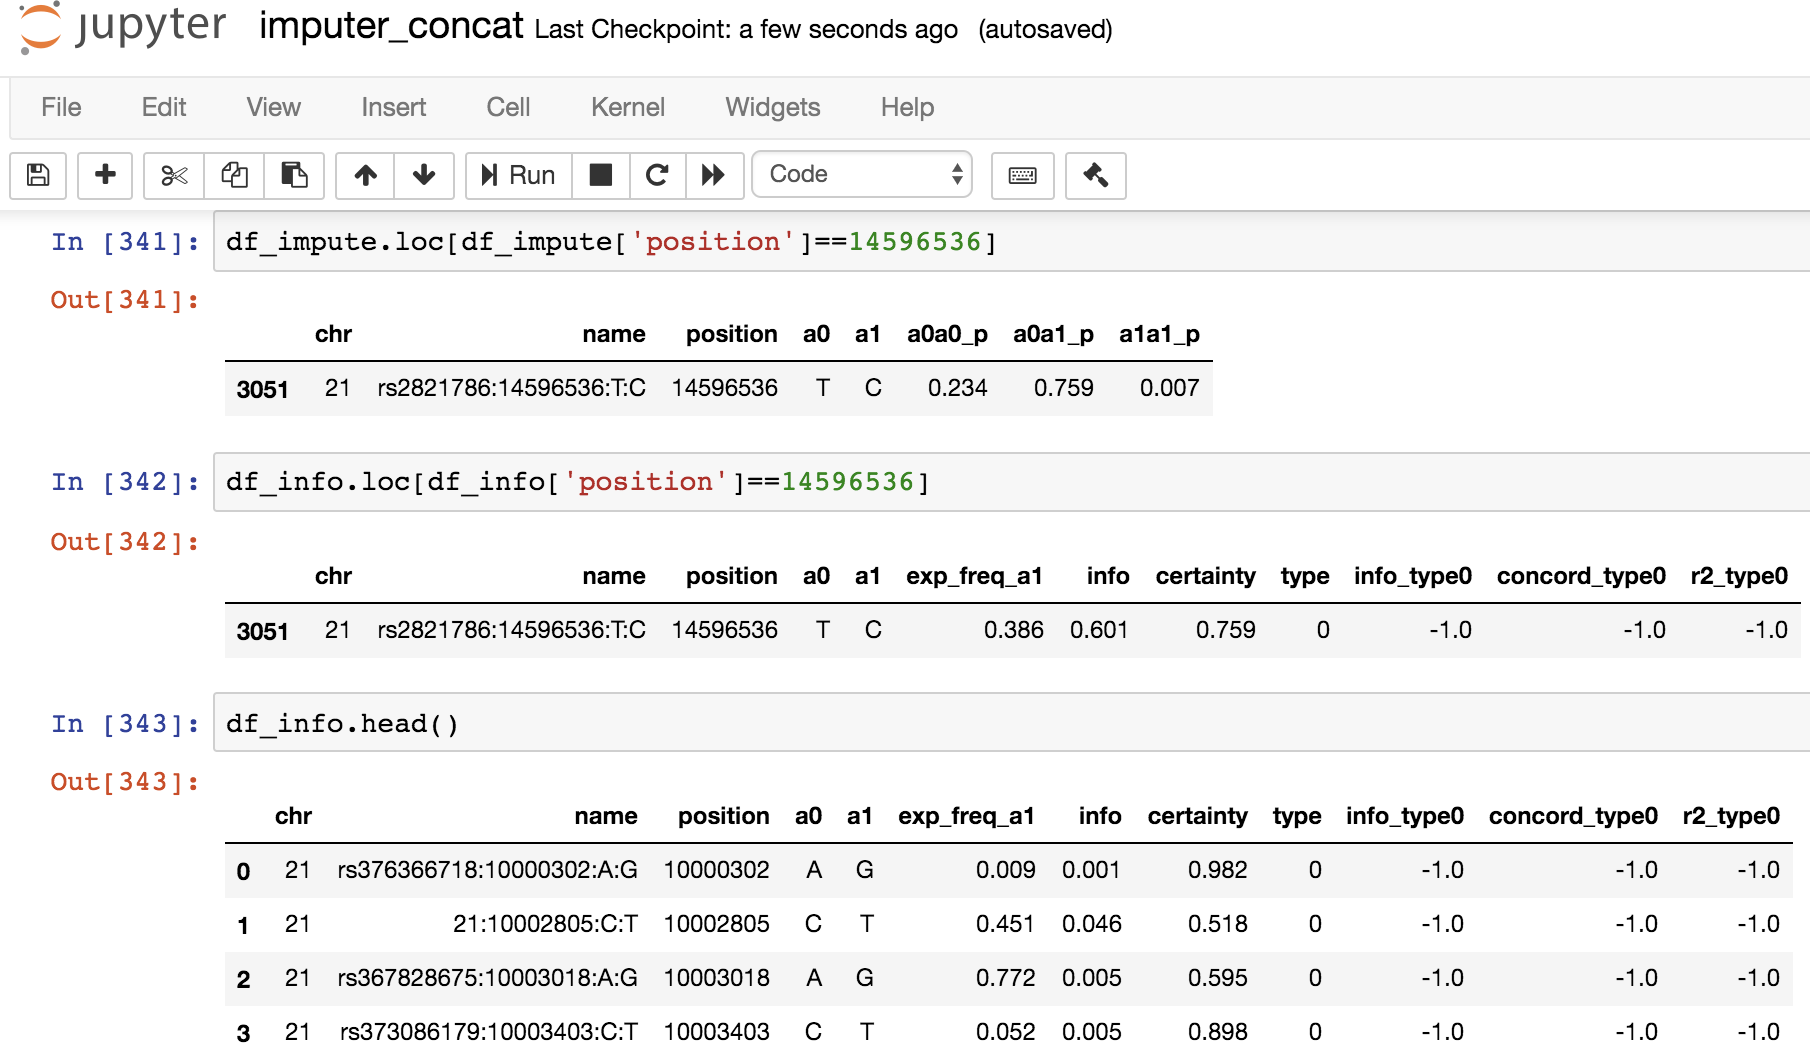 jupyter imputer_concat Last Checkpoint: a few seconds ago (autosaved)
File Edit View Insert Cell Kernel Widgets Help
Run Code
In [341]: df_impute.loc[df_impute['position']==14596536]
Out[341]:
chr name position a0 a1 a0a0_p a0a1_p a1a1_p
3051 21 rs2821786:14596536:T:C 14596536 T C 0.234 0.759 0.007
In [342]: df_info.loc[df_info['position']==14596536]
Out[342]:
chr name position a0 a1 exp_freq_a1 info certainty type info_type0 concord_type0 r2_type0
3051 21 rs2821786:14596536:T:C 14596536 T C 0.386 0.601 0.759 0 -1.0 -1.0 -1.0
In [343]: df_info.head()
Out[343]:
chr name position a0 a1 exp_freq_a1 info certainty type info_type0 concord_type0 r2_type0
0 21 rs376366718:10000302:A:G 10000302 A G 0.009 0.001 0.982 0 -1.0 -1.0 -1.0
1 21 21:10002805:C:T 10002805 C T 0.451 0.046 0.518 0 -1.0 -1.0 -1.0
2 21 rs367828675:10003018:A:G 10003018 A G 0.772 0.005 0.595 0 -1.0 -1.0 -1.0
3 21 rs373086179:10003403:C:T 10003403 C T 0.052 0.005 0.898 0 -1.0 -1.0 -1.0